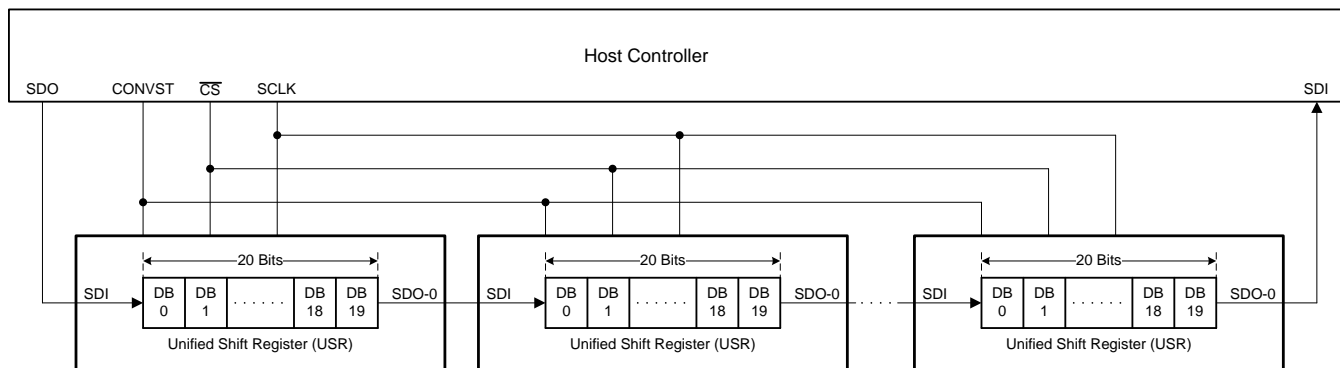 Host Controller
SDO CONVST CS SCLK SDI
20 Bits 20 Bits 20 Bits
SDI DB 0 DB 1 . . . . . . DB 18 DB 19 SDO-0 SDI DB 0 DB 1 . . . . . . DB 18 DB 19 SDO-0 . . . . . SDI DB 0 DB 1 . . . . . . DB 18 DB 19 SDO-0
Unified Shift Register (USR) Unified Shift Register (USR) Unified Shift Register (USR)